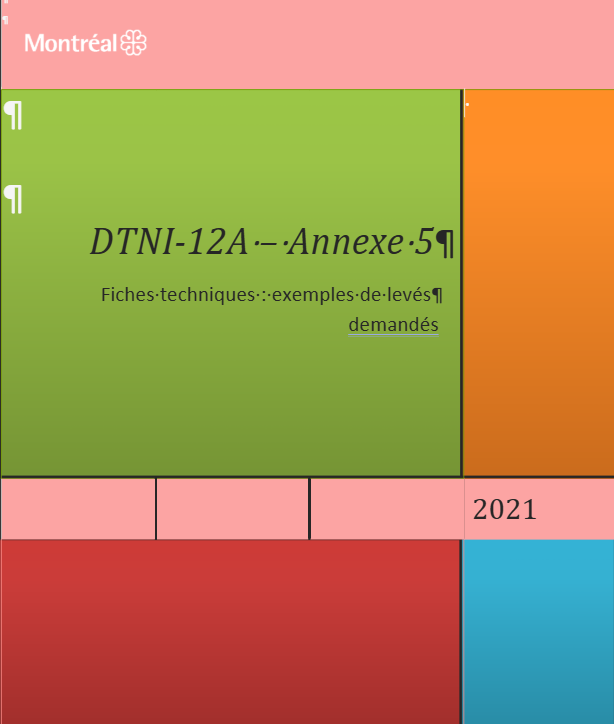 Montréal
DTNI-12A – Annexe 5
Fiches techniques : exemples de levés
demandés
2021